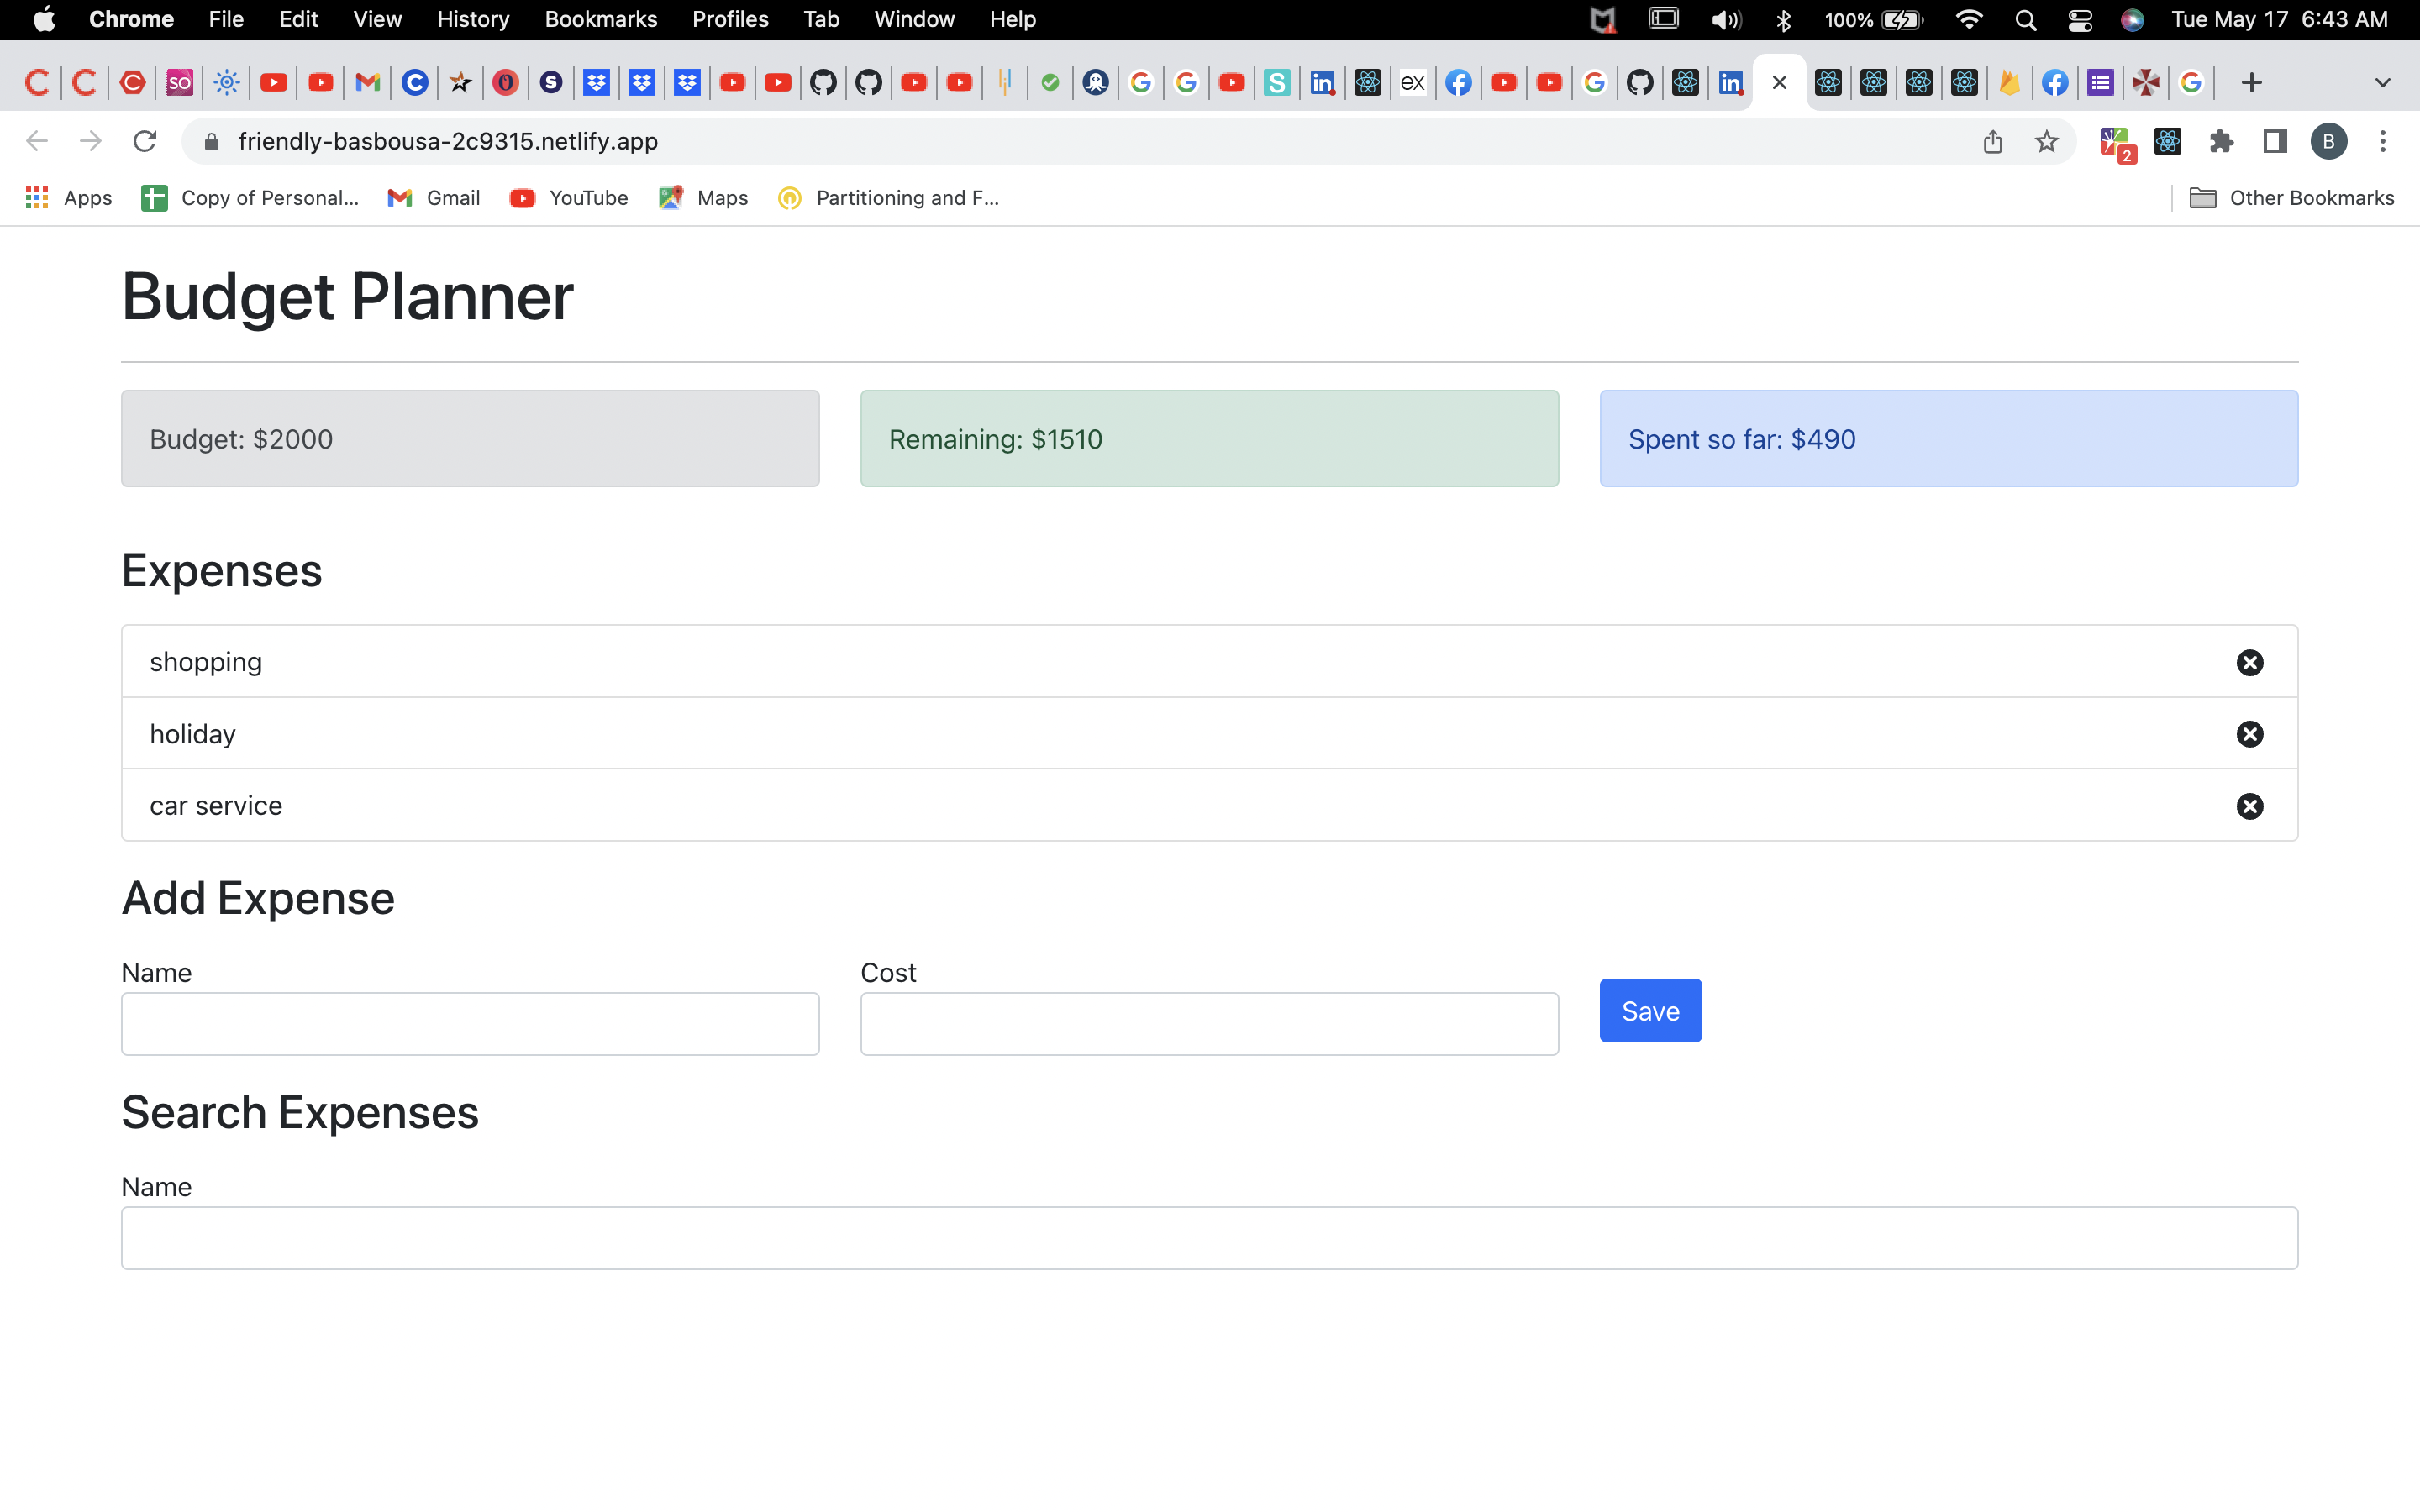 Chrome File Edit View History Bookmarks Profiles Tab Window Help 100% Tue May 17 6:43 AM
friendly-basbousa-2c9315.netlify.app
2
B
Apps Copy of Personal... Gmail YouTube Maps Partitioning and F... Other Bookmarks
Budget Planner
Budget: $2000 Remaining: $1510 Spent so far: $490
Expenses
shopping
holiday
car service
Add Expense
Name Cost
Save
Search Expenses
Name